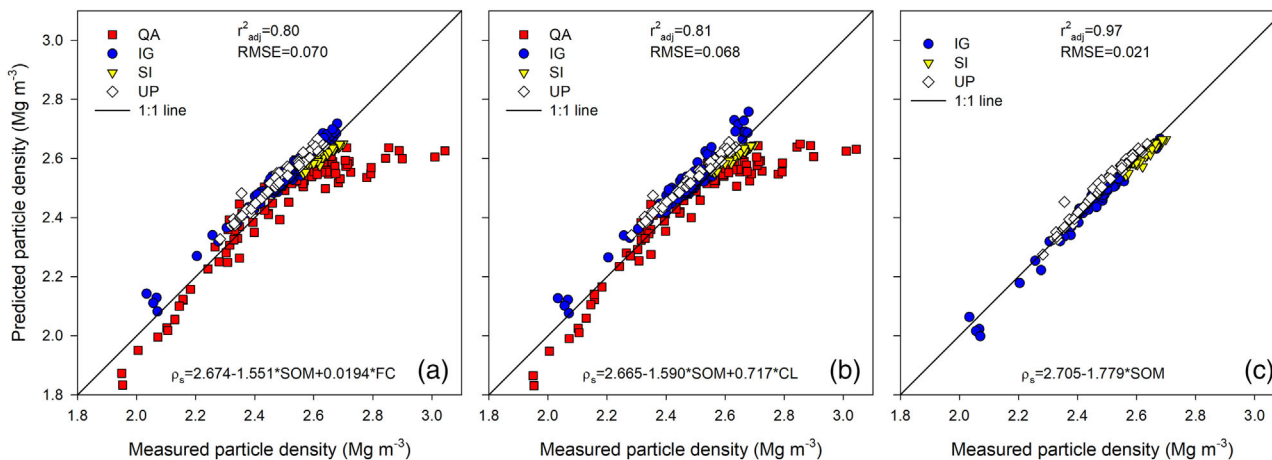 Predicted particle density (Mg m⁻³)
3.0
2.8
2.6
2.4
2.2
2.0
1.8
QA
IG
SI
UP
1:1 line
r²adj=0.80
RMSE=0.070
ρs=2.674-1.551*SOM+0.0194*FC
(a)
1.8 2.0 2.2 2.4 2.6 2.8 3.0
Measured particle density (Mg m⁻³)
QA
IG
SI
UP
1:1 line
r²adj=0.81
RMSE=0.068
ρs=2.665-1.590*SOM+0.717*CL
(b)
1.8 2.0 2.2 2.4 2.6 2.8 3.0
Measured particle density (Mg m⁻³)
IG
SI
UP
1:1 line
r²adj=0.97
RMSE=0.021
ρs=2.705-1.779*SOM
(c)
1.8 2.0 2.2 2.4 2.6 2.8 3.0
Measured particle density (Mg m⁻³)